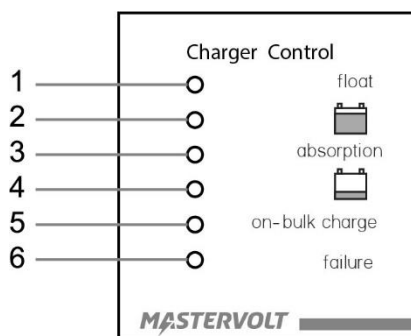 Charger Control
1 float
2
3 absorption
4
5 on-bulk charge
6 failure
MASTERVOLT